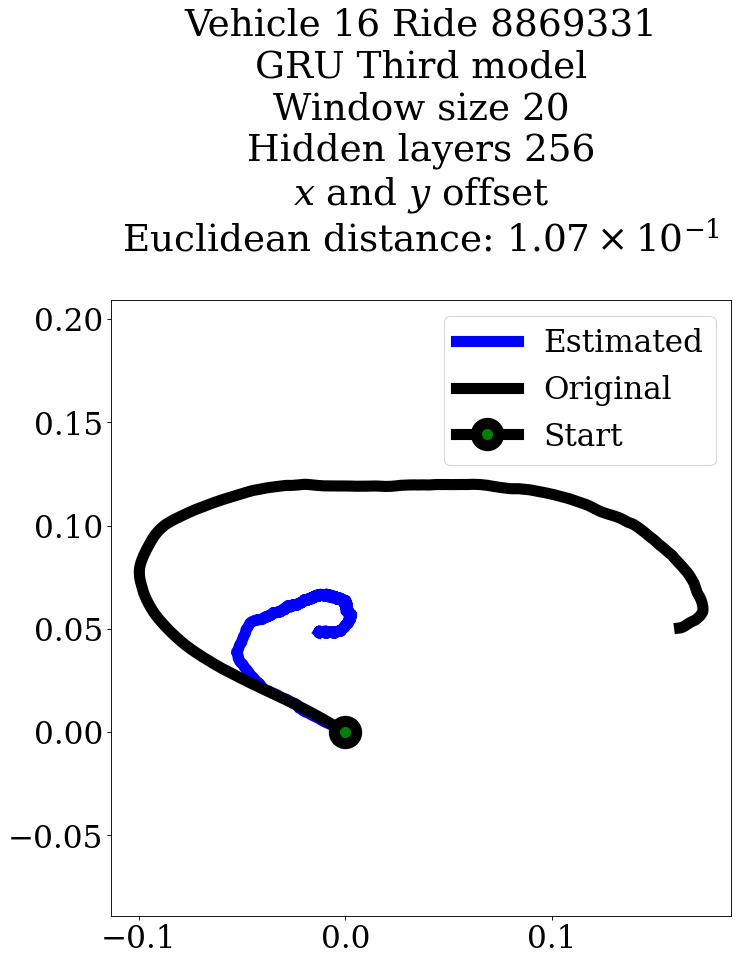 Vehicle 16 Ride 8869331
GRU Third model
Window size 20
Hidden layers 256
x and y offset
Euclidean distance: 1.07 × 10⁻¹
0.20
Estimated
0.15
Original
Start
0.10
0.05
0.00
−0.05
−0.1 0.0 0.1